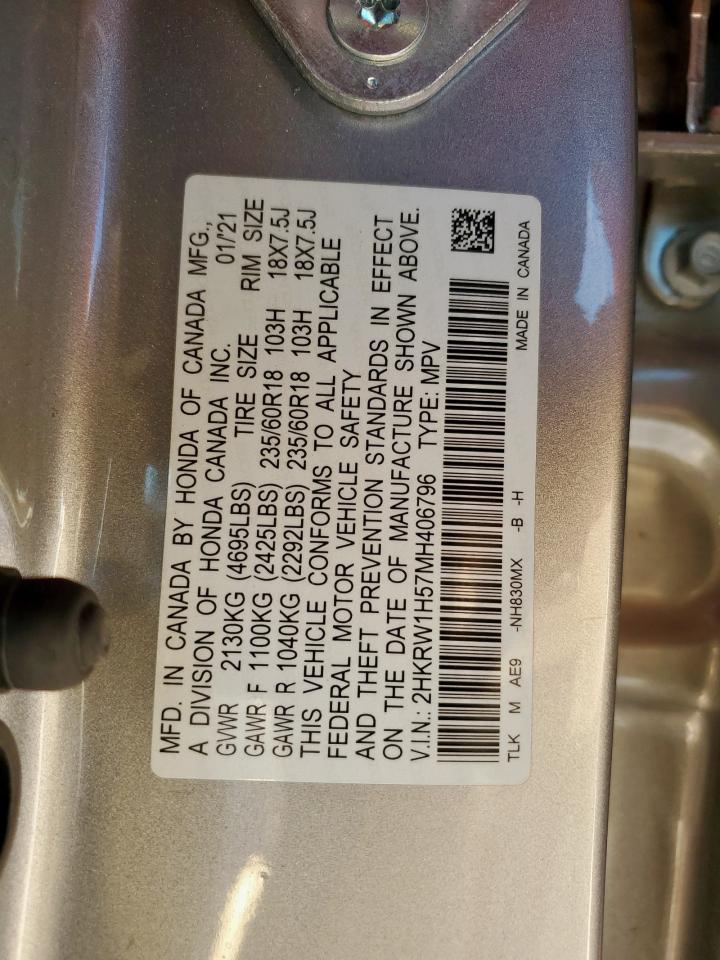 MFD. IN CANADA BY HONDA OF CANADA MFG.,
A DIVISION OF HONDA CANADA INC. 01/'21
GVWR 2130KG (4695LBS) TIRE SIZE RIM SIZE
GAWR F 1100KG (2425LBS) 235/60R18 103H 18X7.5J
GAWR R 1040KG (2292LBS) 235/60R18 103H 18X7.5J
THIS VEHICLE CONFORMS TO ALL APPLICABLE
FEDERAL MOTOR VEHICLE SAFETY
AND THEFT PREVENTION STANDARDS IN EFFECT
ON THE DATE OF MANUFACTURE SHOWN ABOVE.
V.I.N.: 2HKRW1H57MH406796 TYPE: MPV
TLK M AE9 -NH830MX -B -H MADE IN CANADA